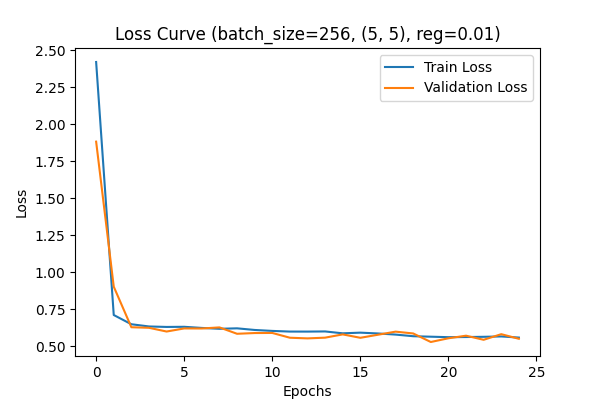 Loss Curve (batch_size=256, (5, 5), reg=0.01)
2.50
2.25
2.00
1.75
1.50
1.25
1.00
0.75
0.50
Loss
Train Loss
Validation Loss
0 5 10 15 20 25
Epochs